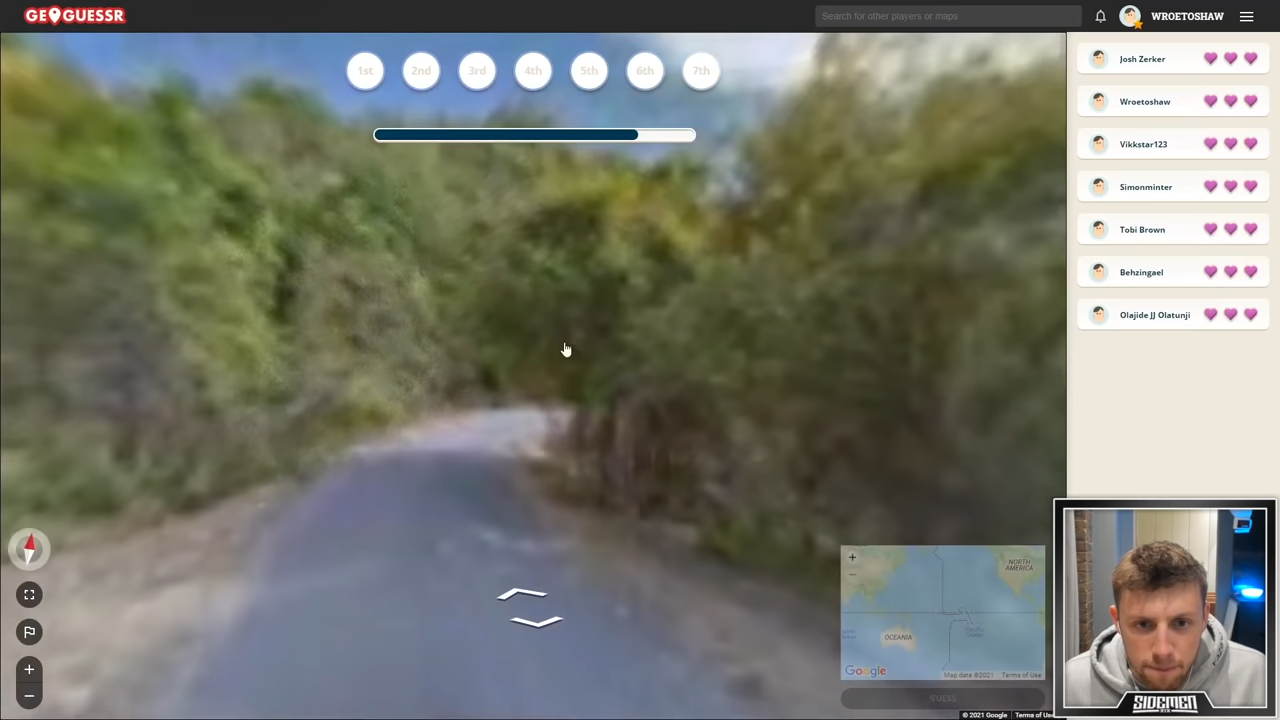 GEOGUESSR
Search for other players or maps
WROETOSHAW
1st
2nd
3rd
4th
5th
6th
7th
Josh Zerker
Wroetoshaw
Vikkstar123
Simonminter
Tobi Brown
Behzingael
Olajide JJ Olatunji
NORTH
AMERICA
OCEANIA
Google
Map data ©2021
Terms of Use
GUESS
© 2021 Google
SIDEMEN